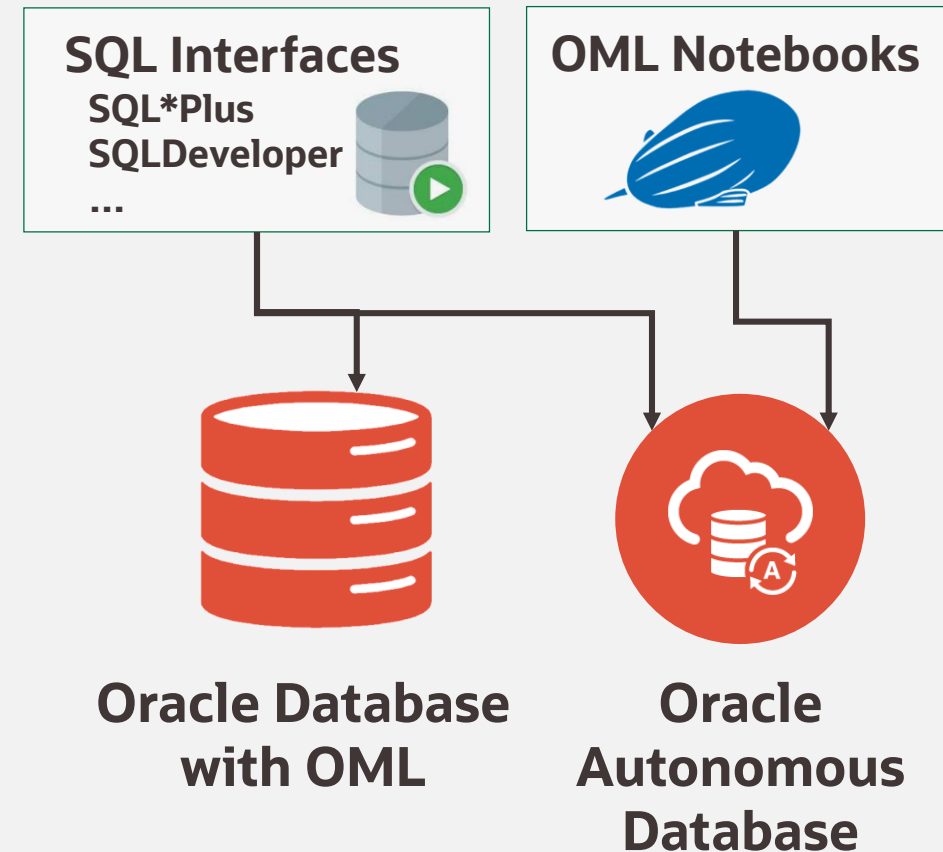 SQL Interfaces
SQL*Plus
SQLDeveloper
...
OML Notebooks
A
Oracle Database
with OML
Oracle
Autonomous
Database